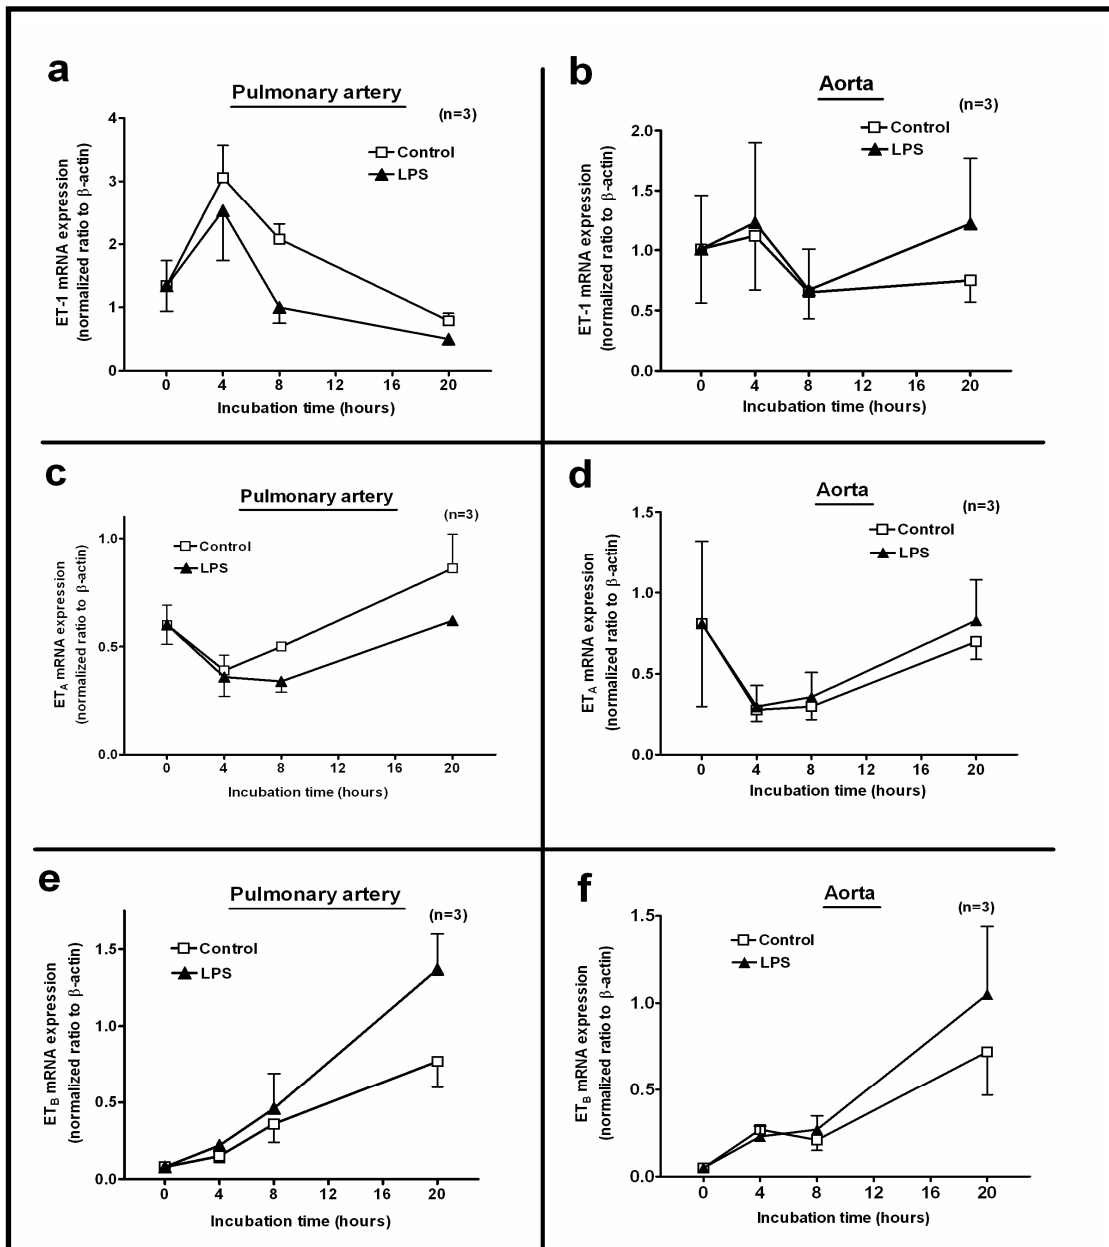 a
Pulmonary artery
(n=3)
Control
LPS
ET-1 mRNA expression
(normalized ratio to β-actin)
4
3
2
1
0
0 4 8 12 16 20
Incubation time (hours)
b
Aorta
(n=3)
Control
LPS
ET-1 mRNA expression
(normalized ratio to β-actin)
2.0
1.5
1.0
0.5
0.0
0 4 8 12 16 20
Incubation time (hours)
c
Pulmonary artery
(n=3)
Control
LPS
ETA mRNA expression
(normalized ratio to β-actin)
1.0
0.5
0.0
0 4 8 12 16 20
Incubation time (hours)
d
Aorta
(n=3)
Control
LPS
ETA mRNA expression
(normalized ratio to β-actin)
1.5
1.0
0.5
0.0
0 4 8 12 16 20
Incubation time (hours)
e
Pulmonary artery
(n=3)
Control
LPS
ETB mRNA expression
(normalized ratio to β-actin)
1.5
1.0
0.5
0.0
0 4 8 12 16 20
Incubation time (hours)
f
Aorta
(n=3)
Control
LPS
ETB mRNA expression
(normalized ratio to β-actin)
1.5
1.0
0.5
0.0
0 4 8 12 16 20
Incubation time (hours)